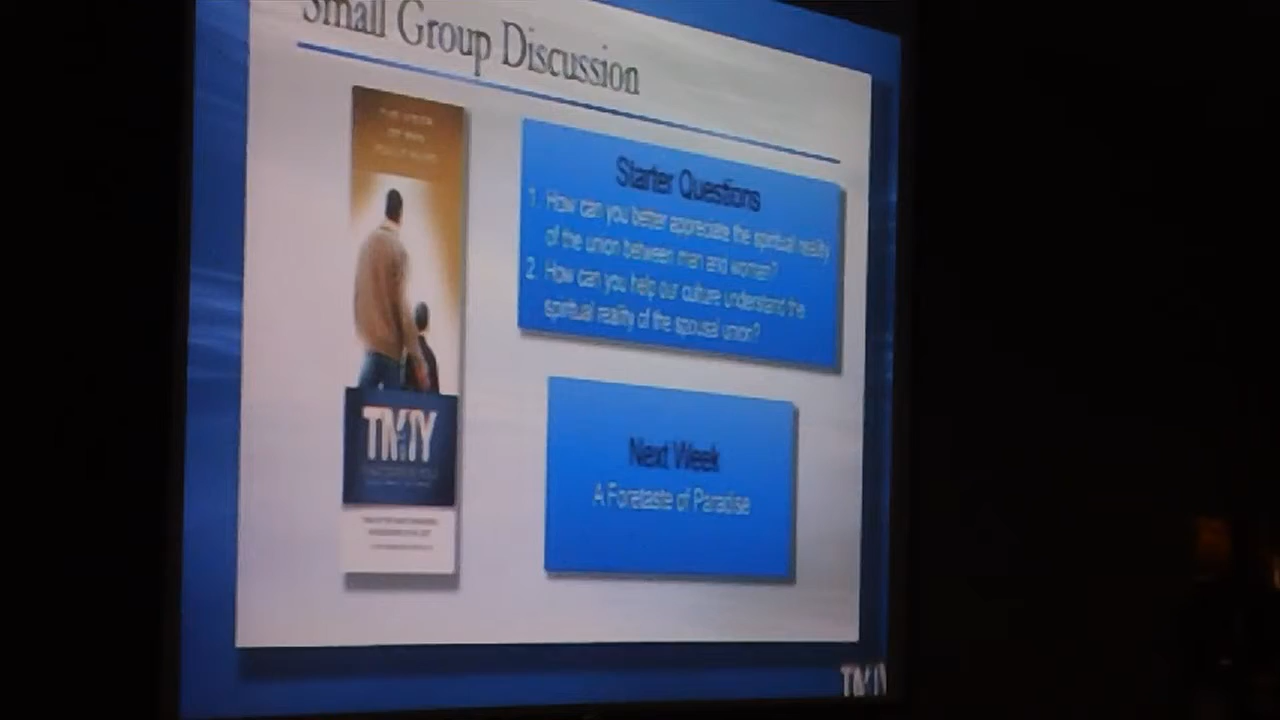 Small Group Discussion
Starter Questions
1. How can you better appreciate the spiritual reality
of the union between man and woman?
2. How can you help our culture understand the
spiritual reality of the spousal union?
TMIY
Next Week
A Foretaste of Paradise
TMIY